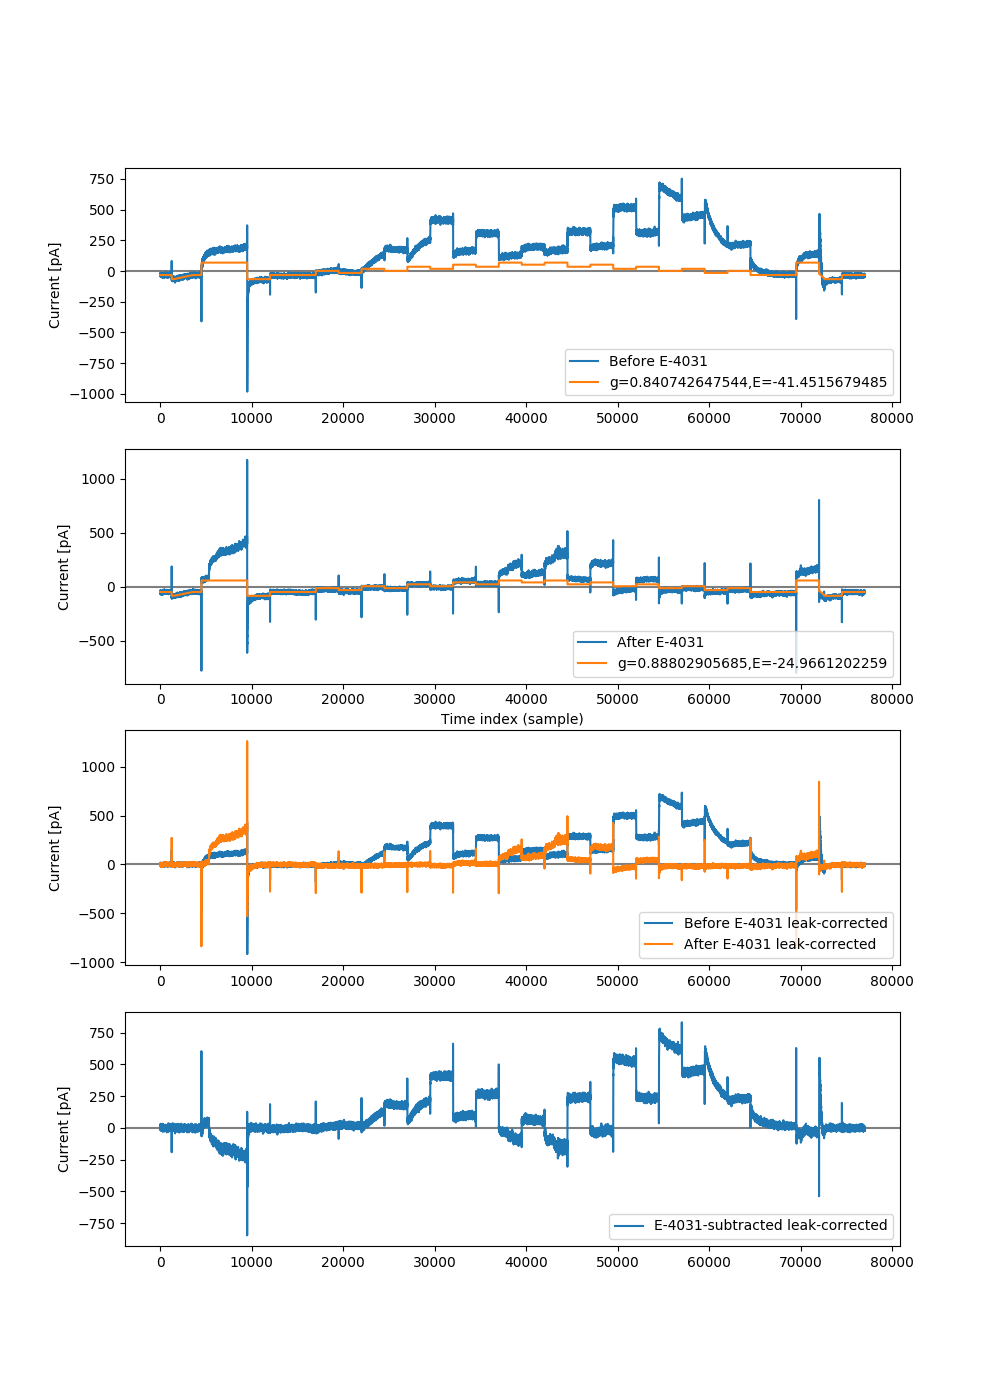 750
500
250
0
−250
−500
−750
−1000
Current [pA]
Before E-4031
g=0.840742647544,E=-41.4515679485
0 10000 20000 30000 40000 50000 60000 70000 80000
1000
500
0
−500
Current [pA]
After E-4031
g=0.88802905685,E=-24.9661202259
0 10000 20000 30000 40000 50000 60000 70000 80000
Time index (sample)
1000
500
0
−500
−1000
Current [pA]
Before E-4031 leak-corrected
After E-4031 leak-corrected
0 10000 20000 30000 40000 50000 60000 70000 80000
750
500
250
0
−250
−500
−750
Current [pA]
E-4031-subtracted leak-corrected
0 10000 20000 30000 40000 50000 60000 70000 80000